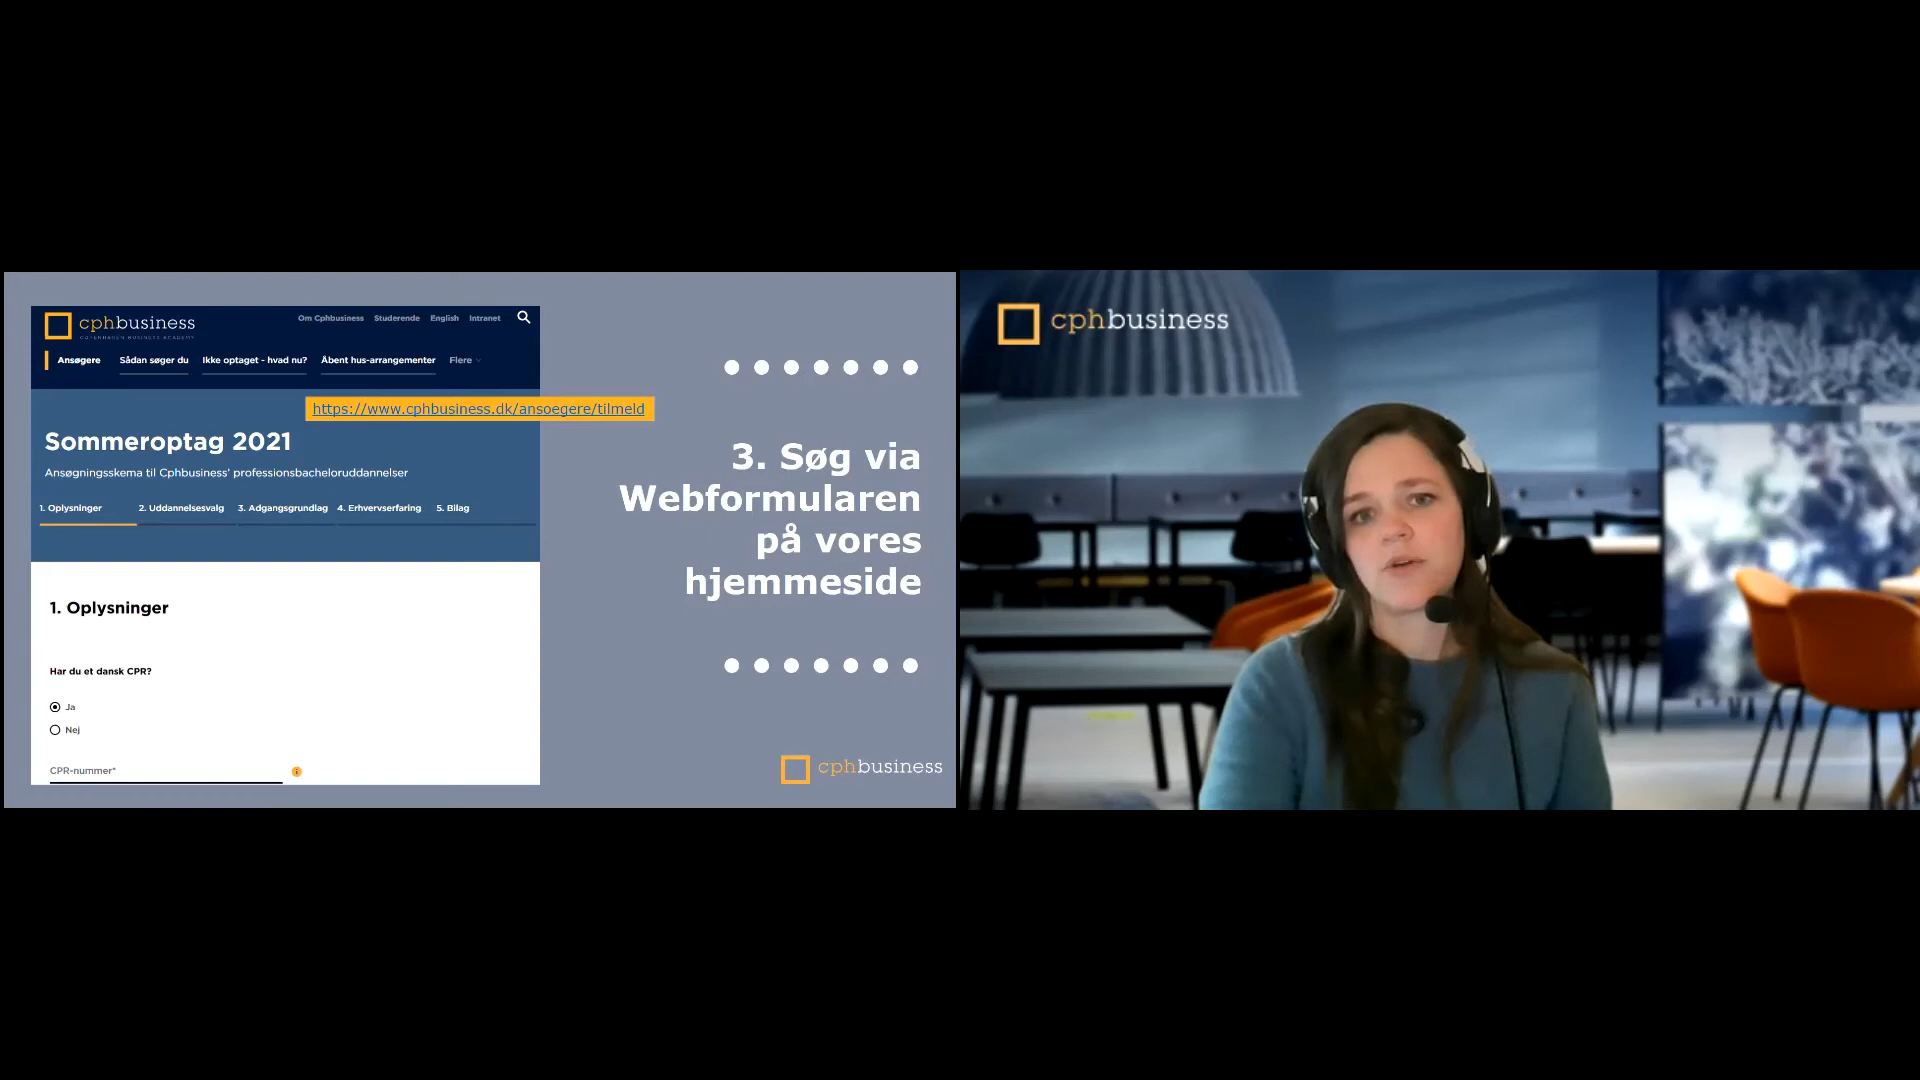 cphbusiness
COPENHAGEN BUSINESS ACADEMY
Om Cphbusiness Studerende English Intranet
Ansøgere Sådan søger du Ikke optaget - hvad nu? Åbent hus-arrangementer Flere
https://www.cphbusiness.dk/ansoegere/tilmeld
Sommeroptag 2021
Ansøgningsskema til Cphbusiness' professionsbacheloruddannelser
1. Oplysninger 2. Uddannelsesvalg 3. Adgangsgrundlag 4. Erhvervserfaring 5. Bilag
1. Oplysninger
Har du et dansk CPR?
Ja
Nej
CPR-nummer*
3. Søg via
Webformularen
på vores
hjemmeside
cphbusiness
cphbusiness